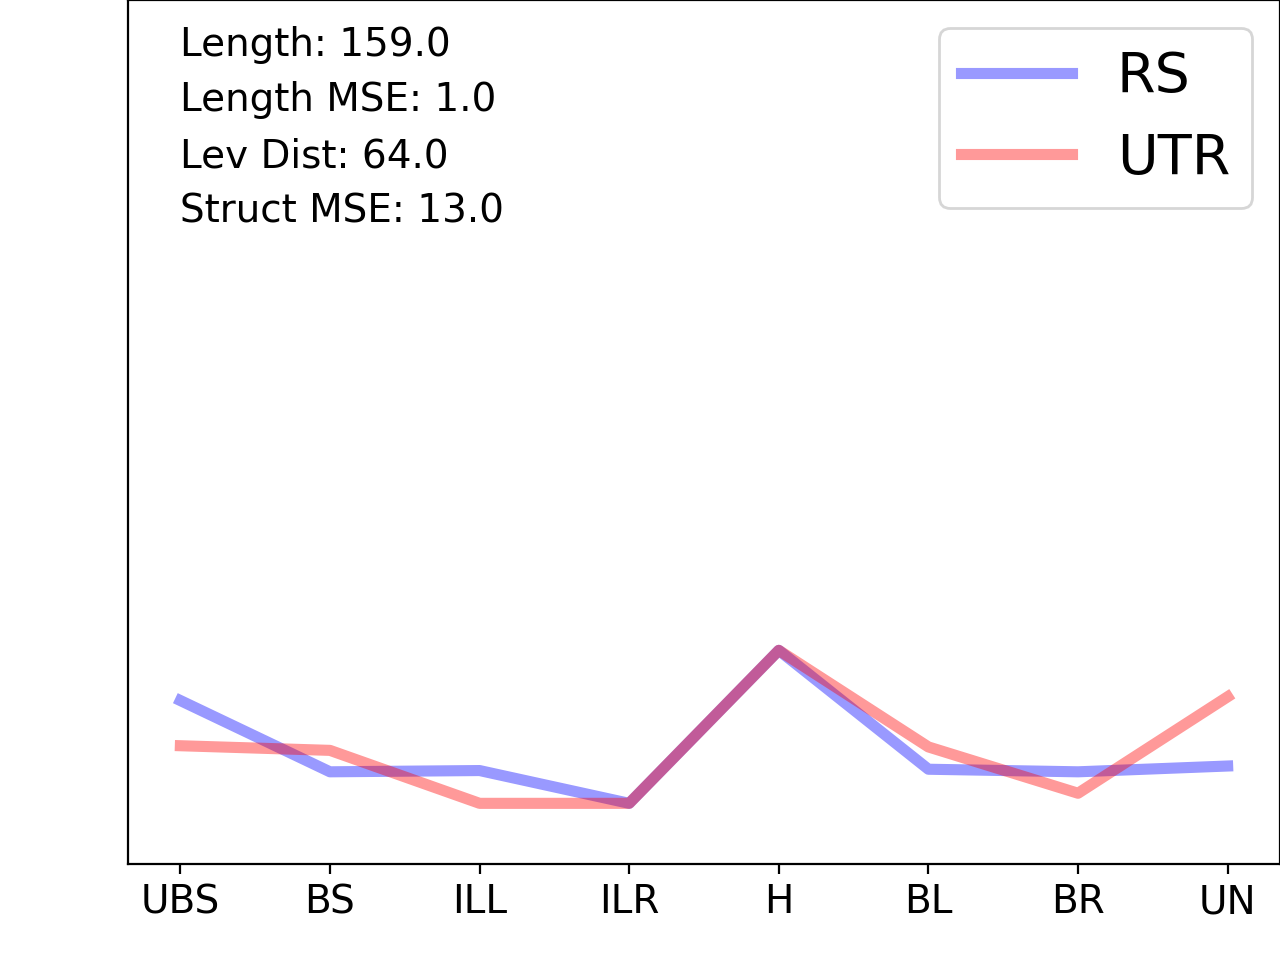 Length: 159.0
Length MSE: 1.0
Lev Dist: 64.0
Struct MSE: 13.0
RS
UTR
UBS BS ILL ILR H BL BR UN